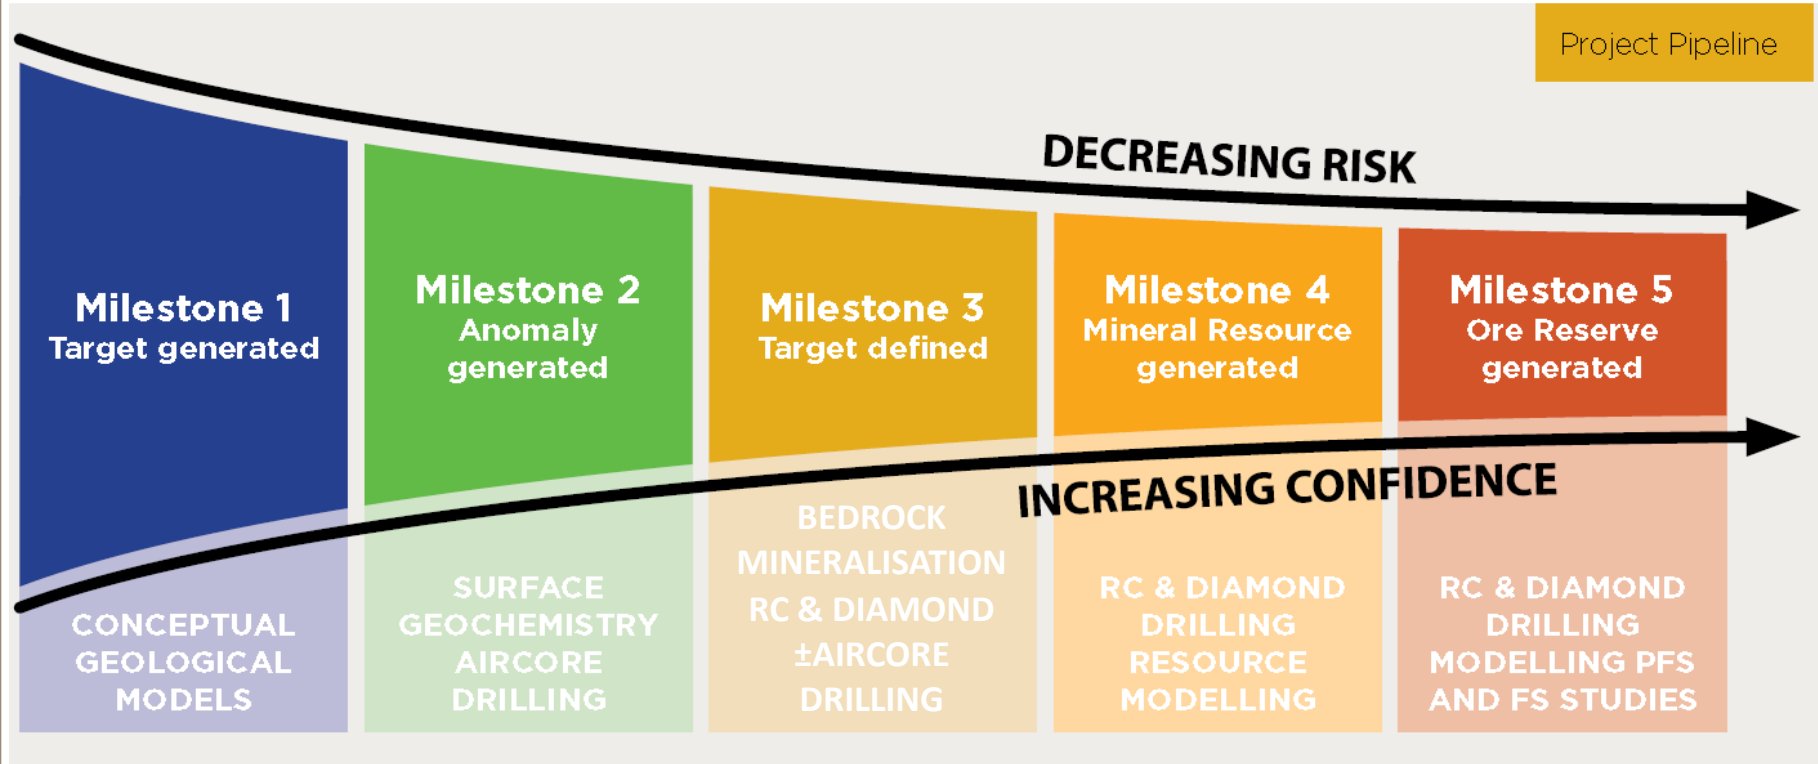 Project Pipeline
DECREASING RISK
Milestone 1
Target generated
Milestone 2
Anomaly
generated
Milestone 3
Target defined
Milestone 4
Mineral Resource
generated
Milestone 5
Ore Reserve
generated
INCREASING CONFIDENCE
CONCEPTUAL
GEOLOGICAL
MODELS
SURFACE
GEOCHEMISTRY
AIRCORE
DRILLING
BEDROCK
MINERALISATION
RC & DIAMOND
±AIRCORE
DRILLING
RC & DIAMOND
DRILLING
RESOURCE
MODELLING
RC & DIAMOND
DRILLING
MODELLING PFS
AND FS STUDIES